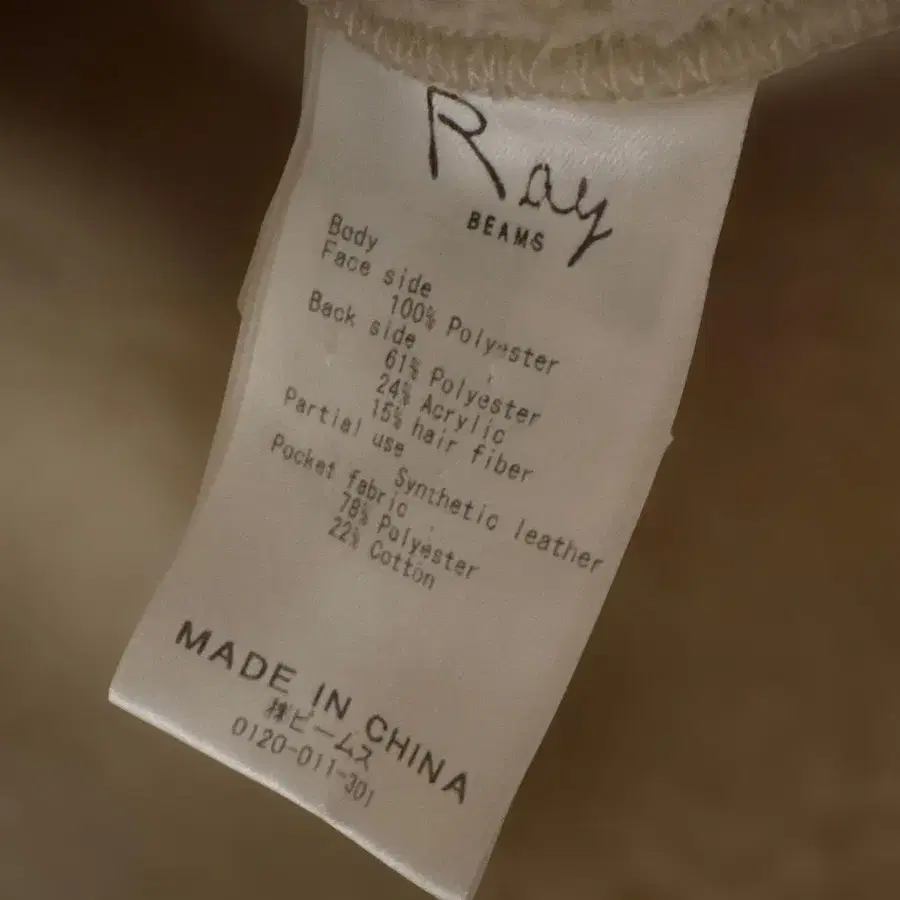 Ray
BEAMS
Body
Face side
100% Polyester
Back side
61% Polyester
24% Acrylic
15% hair fiber
Partial use
Synthetic leather
Pocket fabric
78% Polyester
22% Cotton
MADE IN CHINA
㈱ビームス
0120-011-301